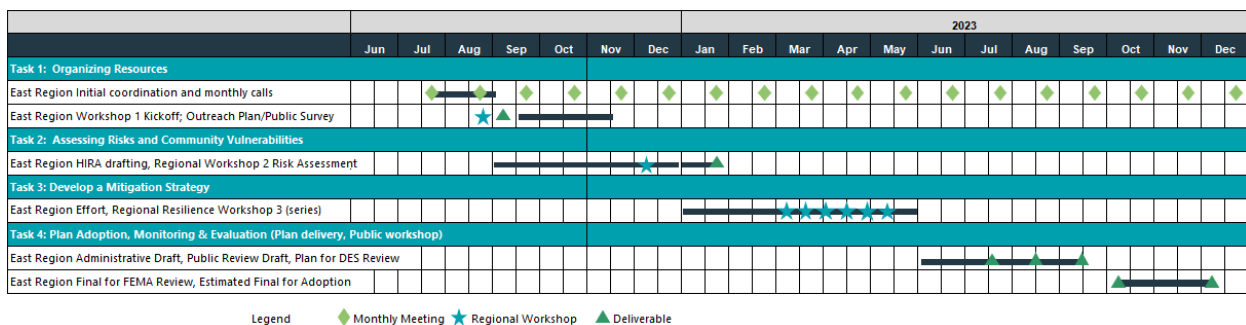 2023
Jun Jul Aug Sep Oct Nov Dec Jan Feb Mar Apr May Jun Jul Aug Sep Oct Nov Dec
Task 1: Organizing Resources
East Region Initial coordination and monthly calls
East Region Workshop 1 Kickoff; Outreach Plan/Public Survey
Task 2: Assessing Risks and Community Vulnerabilities
East Region HIRA drafting, Regional Workshop 2 Risk Assessment
Task 3: Develop a Mitigation Strategy
East Region Effort, Regional Resilience Workshop 3 (series)
Task 4: Plan Adoption, Monitoring & Evaluation (Plan delivery, Public workshop)
East Region Administrative Draft, Public Review Draft, Plan for DES Review
East Region Final for FEMA Review, Estimated Final for Adoption
Legend Monthly Meeting Regional Workshop Deliverable